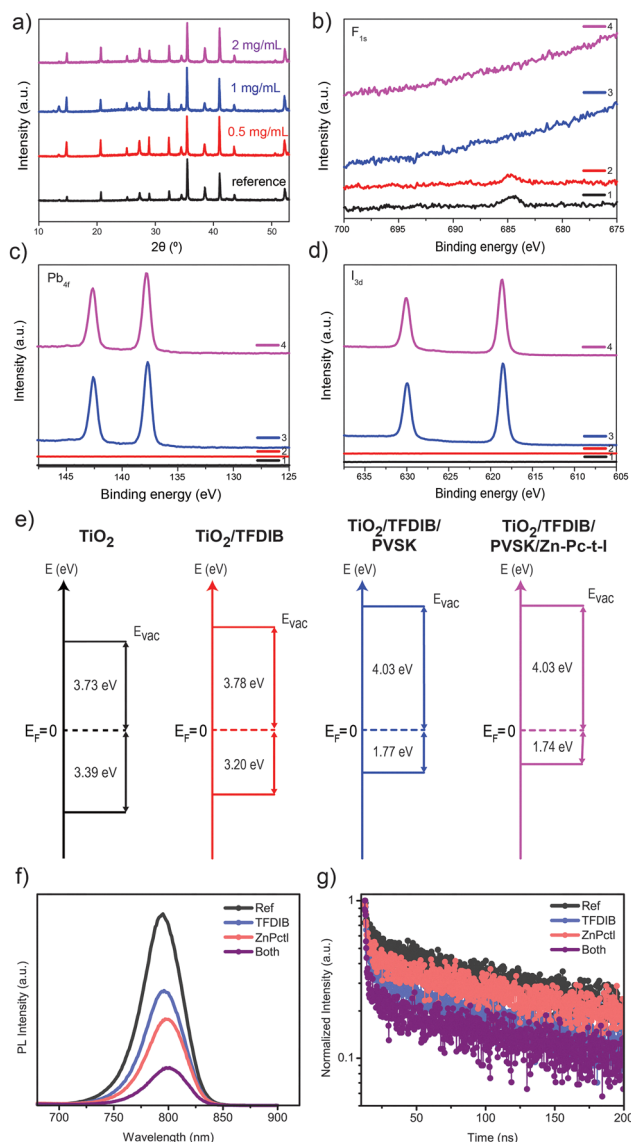 a)
Intensity (a.u.)
2 mg/mL
1 mg/mL
0.5 mg/mL
reference
10 20 30 40 50
2θ (º)
b)
F1s
Intensity (a.u.)
4
3
2
1
700 695 690 685 680 675
Binding energy (eV)
c)
Pb4f
Intensity (a.u.)
4
3
2
1
145 140 135 130 125
Binding energy (eV)
d)
I3d
Intensity (a.u.)
4
3
2
1
635 630 625 620 615 610 605
Binding energy (eV)
e)
TiO2
E (eV)
Evac
3.73 eV
EF=0
3.39 eV
TiO2/TFDIB
E (eV)
Evac
3.78 eV
EF=0
3.20 eV
TiO2/TFDIB/
PVSK
E (eV)
Evac
4.03 eV
EF=0
1.77 eV
TiO2/TFDIB/
PVSK/Zn-Pc-t-I
E (eV)
Evac
4.03 eV
EF=0
1.74 eV
f)
PL Intensity (a.u.)
Ref
TFDIB
ZnPctI
Both
700 750 800 850 900
Wavelength (nm)
g)
Normalized Intensity (a.u.)
1
0.1
Ref
TFDIB
ZnPctI
Both
50 100 150 200
Time (ns)